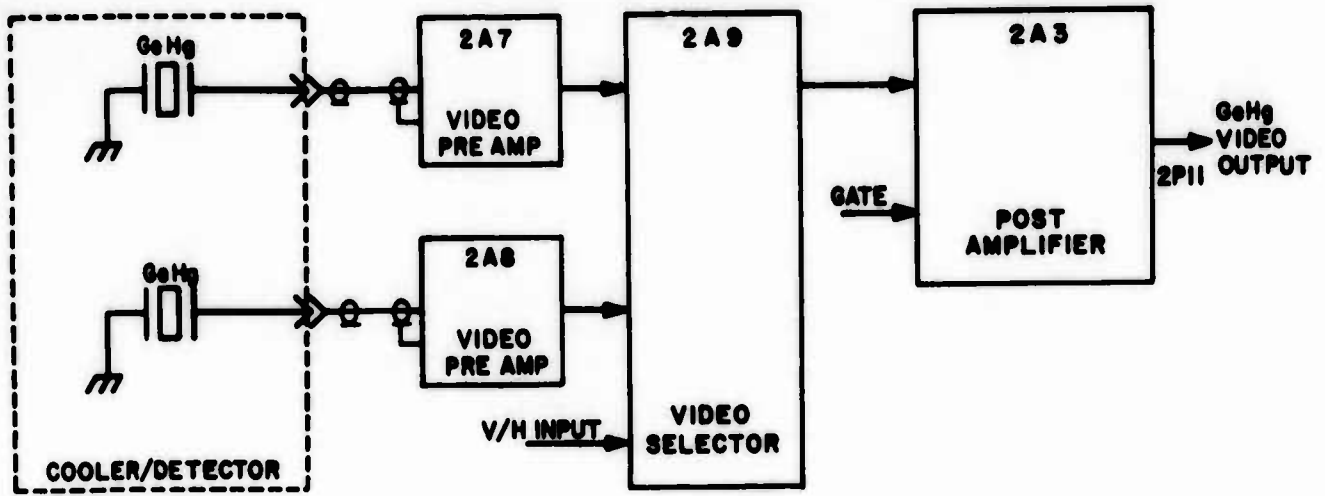 GeHg
2A7
VIDEO
PRE AMP
2A9
VIDEO
SELECTOR
2A3
POST
AMPLIFIER
GATE
GeHg
VIDEO
OUTPUT
2P11
GeHg
2A8
VIDEO
PRE AMP
V/H INPUT
COOLER/DETECTOR